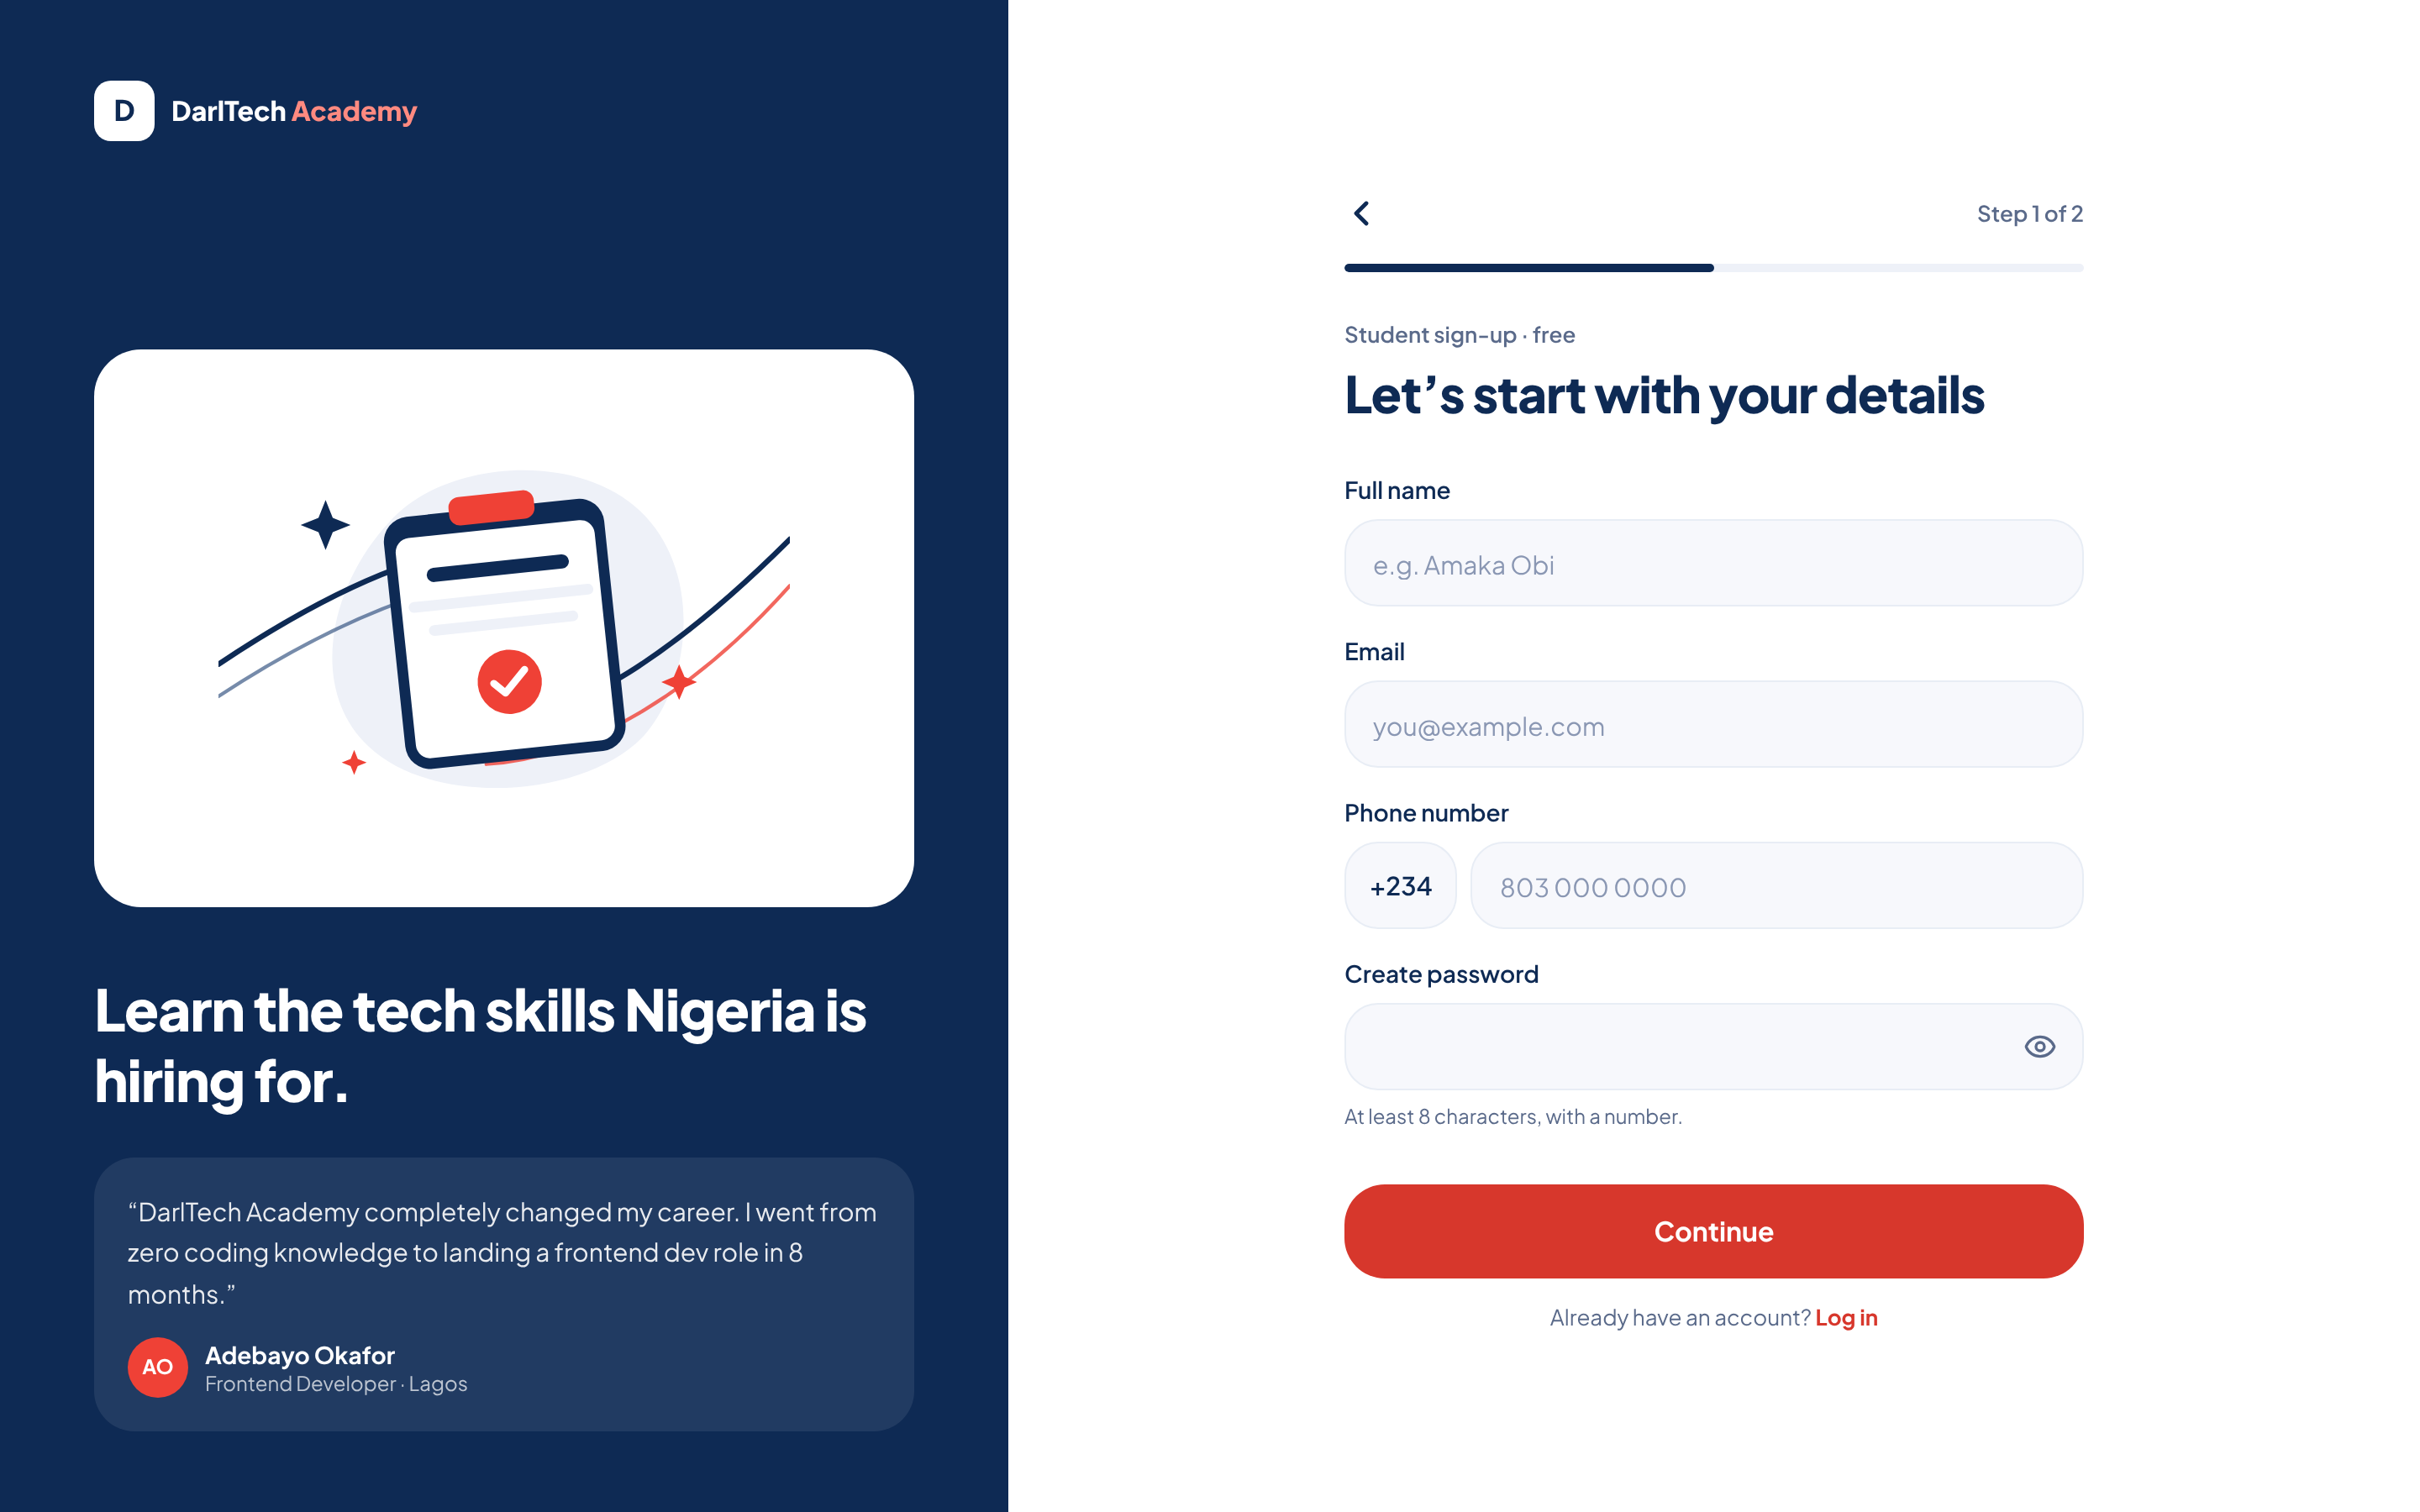 D
DarlTech Academy
Learn the tech skills Nigeria is
hiring for.
“DarlTech Academy completely changed my career. I went from
zero coding knowledge to landing a frontend dev role in 8
months.”
AO
Adebayo Okafor
Frontend Developer · Lagos
Step 1 of 2
Student sign-up · free
Let’s start with your details
Full name
e.g. Amaka Obi
Email
you@example.com
Phone number
+234 803 000 0000
Create password
At least 8 characters, with a number.
Continue
Already have an account? Log in